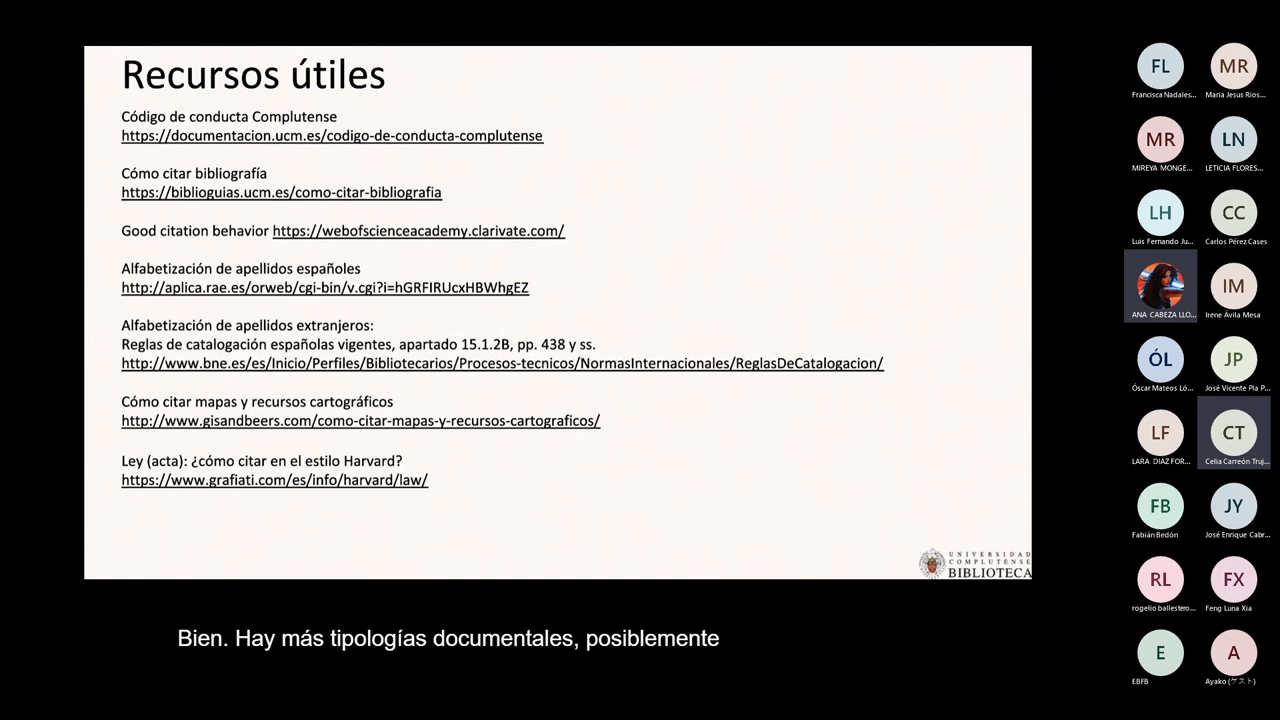 Recursos útiles
Código de conducta Complutense
https://documentacion.ucm.es/codigo-de-conducta-complutense
Cómo citar bibliografía
https://biblioguias.ucm.es/como-citar-bibliografia
Good citation behavior https://webofscienceacademy.clarivate.com/
Alfabetización de apellidos españoles
http://aplica.rae.es/orweb/cgi-bin/v.cgi?i=hGRFIRUcxHBWhgEZ
Alfabetización de apellidos extranjeros:
Reglas de catalogación españolas vigentes, apartado 15.1.2B, pp. 438 y ss.
http://www.bne.es/es/Inicio/Perfiles/Bibliotecarios/Procesos-tecnicos/NormasInternacionales/ReglasDeCatalogacion/
Cómo citar mapas y recursos cartográficos
http://www.gisandbeers.com/como-citar-mapas-y-recursos-cartograficos/
Ley (acta): ¿cómo citar en el estilo Harvard?
https://www.grafiati.com/es/info/harvard/law/
UNIVERSIDAD
COMPLUTENSE
BIBLIOTECA
Bien. Hay más tipologías documentales, posiblemente
FL MR
Francisca Nadales... Maria Jesus Ríos...
MR LN
MIREYA MONGE... LETICIA FLORES...
LH CC
Luis Fernando Ju... Carlos Pérez Cases
IM
ANA CABEZA LLO... Irene Ávila Mesa
ÓL JP
Óscar Mateos Ló... José Vicente Pla P...
LF CT
LARA DIAZ FOR... Celia Carreón Truj...
FB JY
Fabián Bedón José Enrique Cabr...
RL FX
rogelio ballestero... Feng Luna Xia
E A
EBFB Ayako (ゲスト)